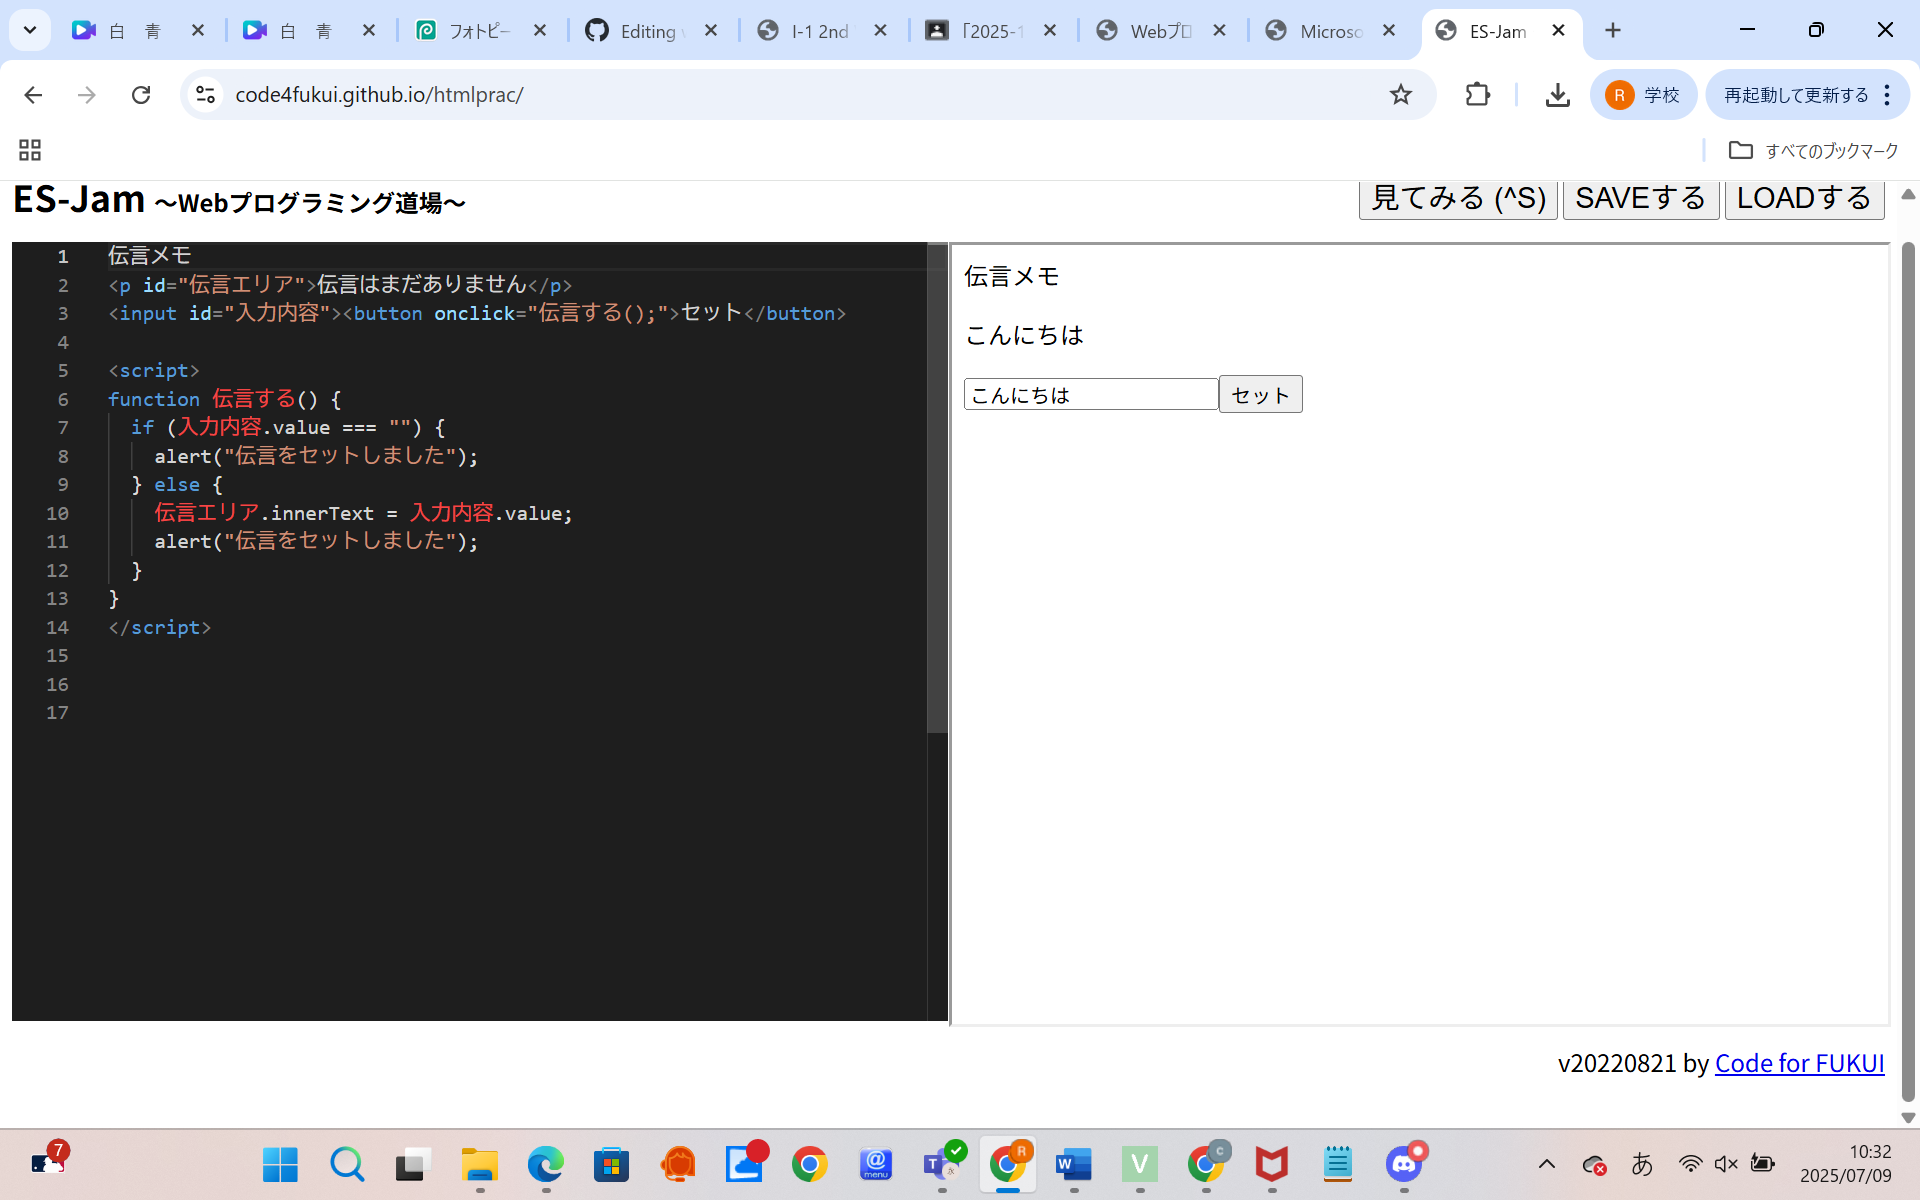 白 青
白 青
フォトピー
Editing
I-1 2nd
「2025-1
Webプロ
Microso
ES-Jam
code4fukui.github.io/htmlprac/
R 学校
再起動して更新する
すべてのブックマーク
ES-Jam ～Webプログラミング道場～
見てみる (^S)
SAVEする
LOADする
1 伝言メモ
2 <p id="伝言エリア">伝言はまだありません</p>
3 <input id="入力内容"><button onclick="伝言する();">セット</button>
4
5 <script>
6 function 伝言する() {
7 if (入力内容.value === "") {
8 alert("伝言をセットしました");
9 } else {
10 伝言エリア.innerText = 入力内容.value;
11 alert("伝言をセットしました");
12 }
13 }
14 </script>
15
16
17
伝言メモ
こんにちは
こんにちは セット
v20220821 by Code for FUKUI
7
@
menu
T
R
W
V
C
あ
10:32
2025/07/09